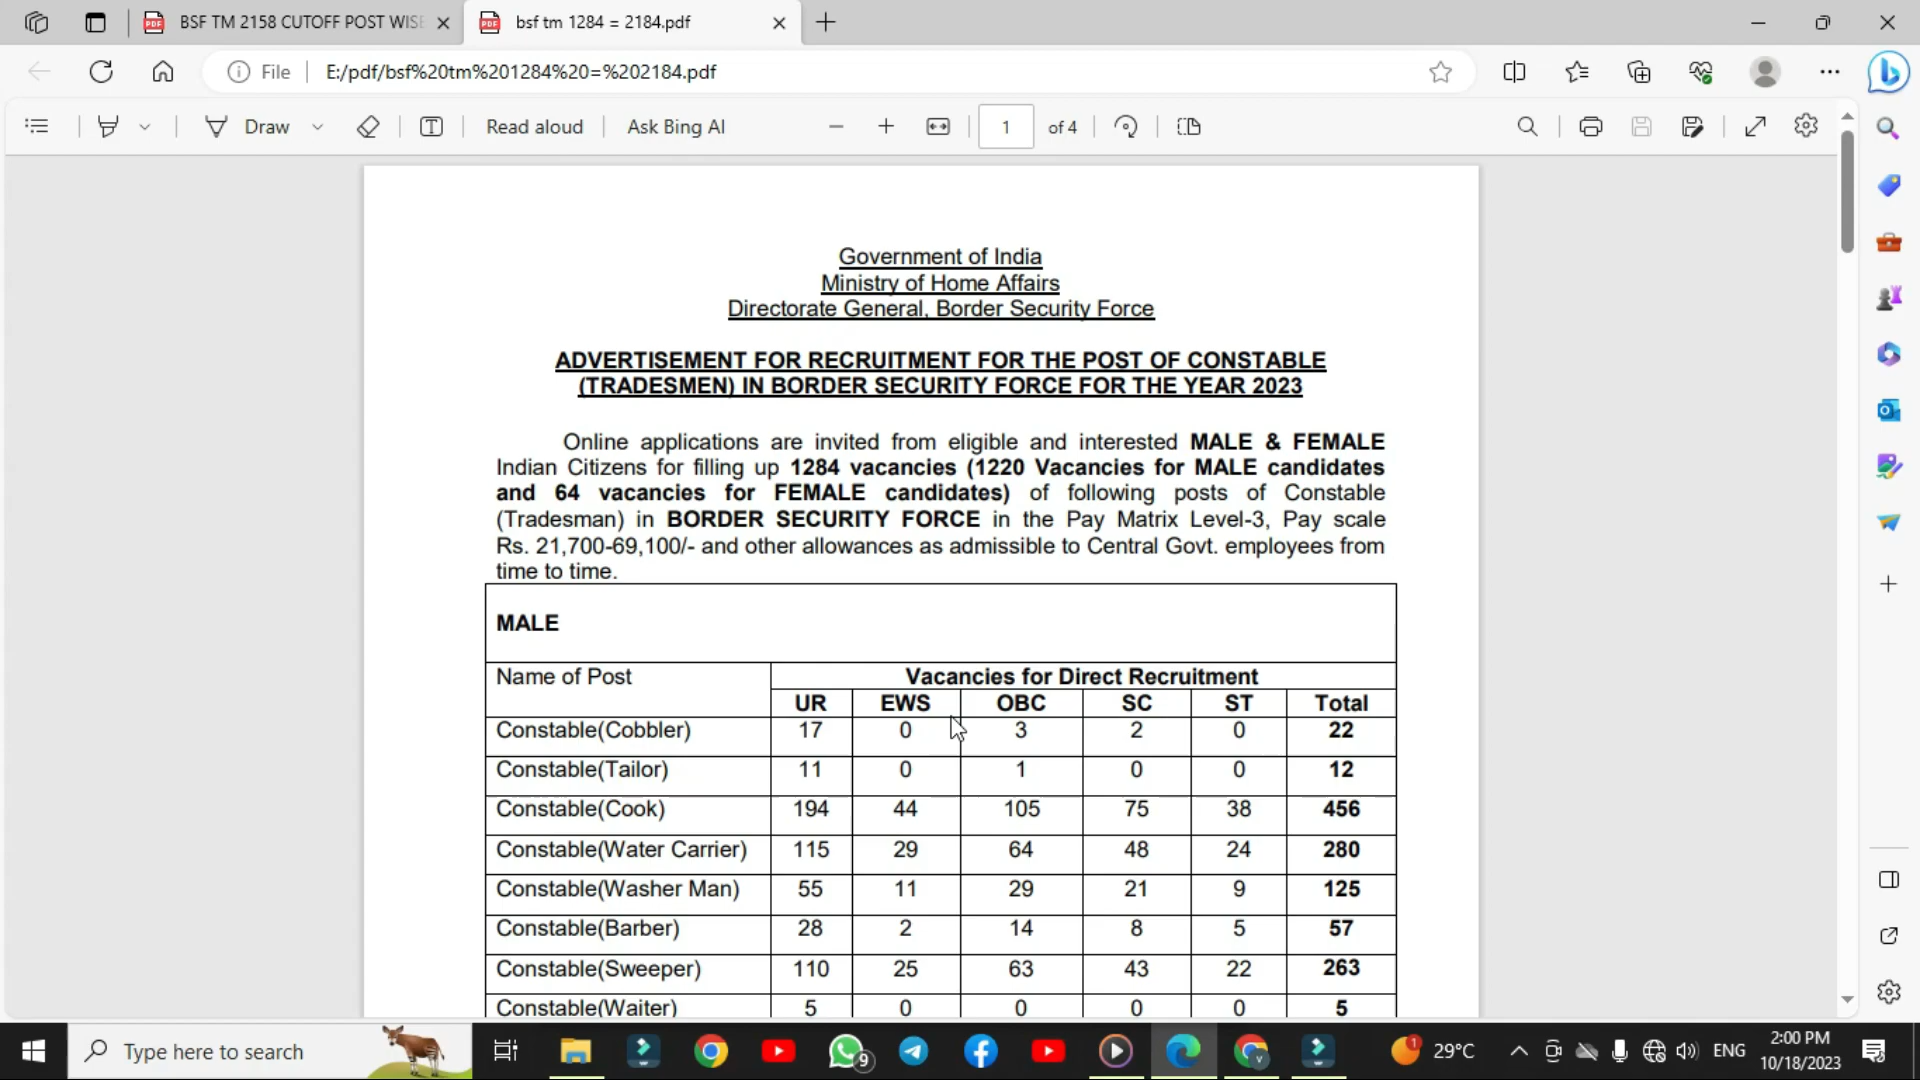 BSF TM 2158 CUTOFF POST WISE
bsf tm 1284 = 2184.pdf
File
E:/pdf/bsf%20tm%201284%20=%202184.pdf
Draw
Read aloud
Ask Bing AI
1
of 4
Government of India
Ministry of Home Affairs
Directorate General, Border Security Force
ADVERTISEMENT FOR RECRUITMENT FOR THE POST OF CONSTABLE
(TRADESMEN) IN BORDER SECURITY FORCE FOR THE YEAR 2023
Online applications are invited from eligible and interested MALE & FEMALE
Indian Citizens for filling up 1284 vacancies (1220 Vacancies for MALE candidates
and 64 vacancies for FEMALE candidates) of following posts of Constable
(Tradesman) in BORDER SECURITY FORCE in the Pay Matrix Level-3, Pay scale
Rs. 21,700-69,100/- and other allowances as admissible to Central Govt. employees from
time to time.
MALE
Name of Post Vacancies for Direct Recruitment
UR EWS OBC SC ST Total
Constable(Cobbler) 17 0 3 2 0 22
Constable(Tailor) 11 0 1 0 0 12
Constable(Cook) 194 44 105 75 38 456
Constable(Water Carrier) 115 29 64 48 24 280
Constable(Washer Man) 55 11 29 21 9 125
Constable(Barber) 28 2 14 8 5 57
Constable(Sweeper) 110 25 63 43 22 263
Constable(Waiter) 5 0 0 0 0 5
Type here to search
9
1
29°C
ENG
2:00 PM
10/18/2023